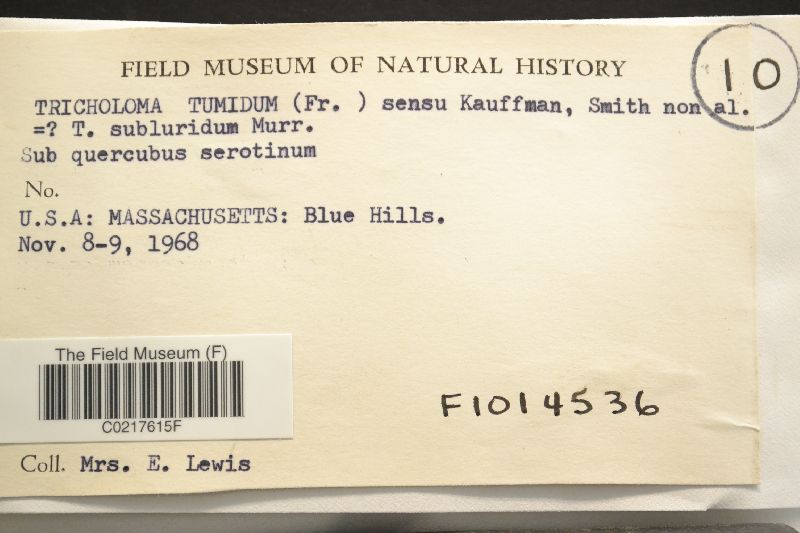 10
FIELD MUSEUM OF NATURAL HISTORY
TRICHOLOMA TUMIDUM (Fr. ) sensu Kauffman, Smith non al.
=? T. subluridum Murr.
Sub quercubus serotinum
No.
U.S.A: MASSACHUSETTS: Blue Hills.
Nov. 8-9, 1968
The Field Museum (F)
C0217615F
F1014536
Coll. Mrs. E. Lewis